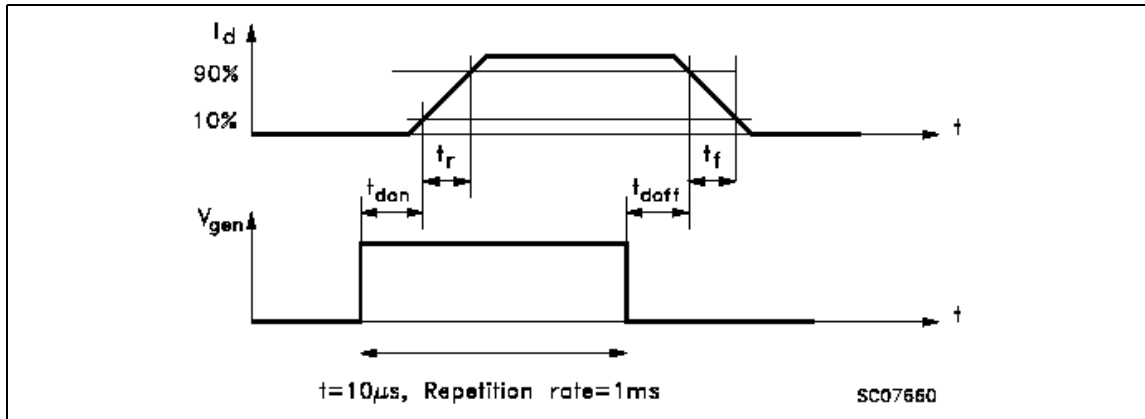 I_d
90%
10%
t
t_r
t_f
t_don
t_doff
V_gen
t
t=10µs, Repetition rate=1ms
SC07660